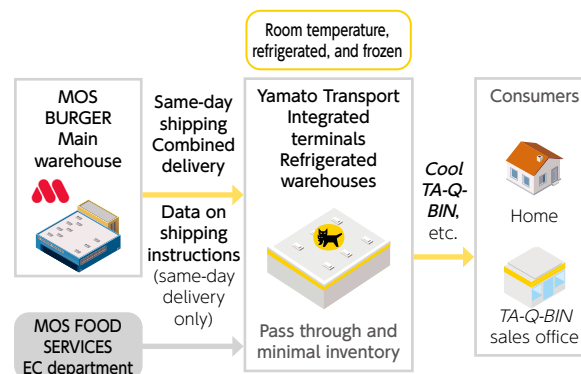 Room temperature,
refrigerated, and frozen
MOS
BURGER
Main
warehouse
Same-day
shipping
Combined
delivery
Data on
shipping
instructions
(same-day
delivery
only)
MOS FOOD
SERVICES
EC department
Yamato Transport
Integrated
terminals
Refrigerated
warehouses
Pass through and
minimal inventory
Cool
TA-Q-
BIN,
etc.
Consumers
Home
TA-Q-BIN
sales office